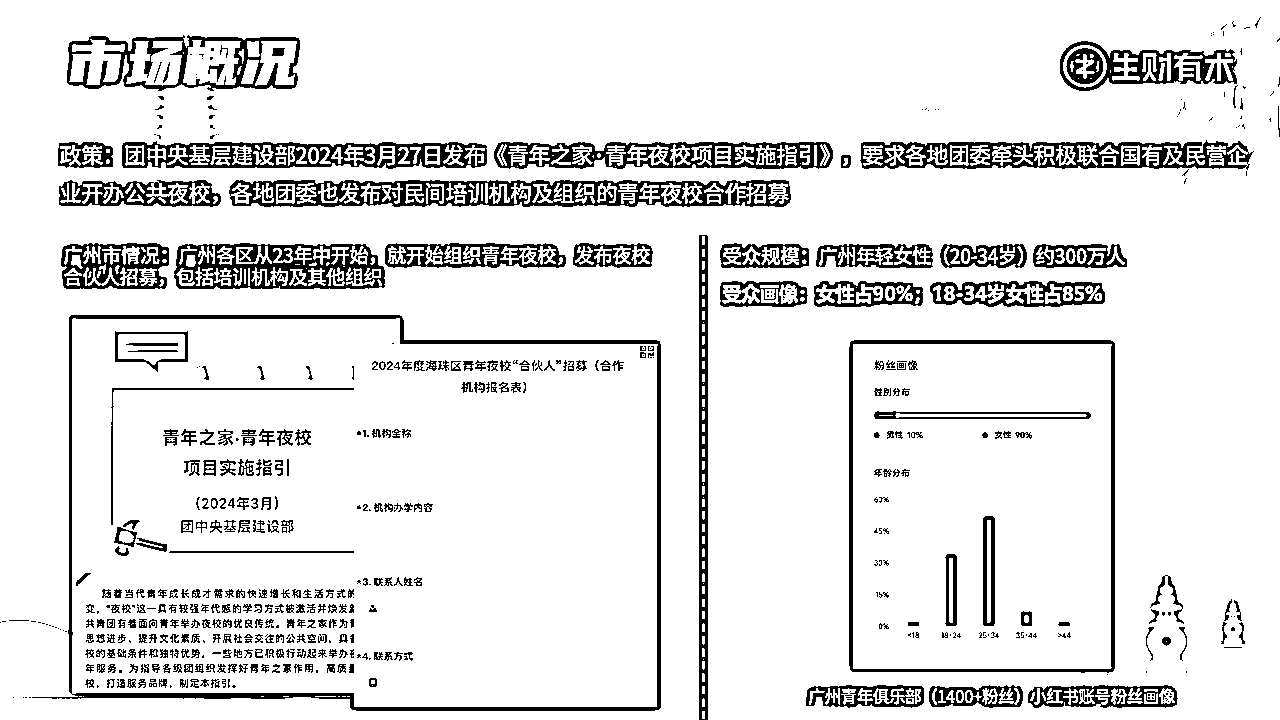 市场概况
生财有术
政策：团中央基层建设部2024年3月27日发布《青年之家·青年夜校项目实施指引》，要求各地团委牵头积极联合国有及民营企
业开办公共夜校，各地团委也发布对民间培训机构及组织的青年夜校合作招募
广州市情况：广州各区从23年中开始，就开始组织青年夜校，发布夜校
合伙人招募，包括培训机构及其他组织
青年之家·青年夜校
项目实施指引
（2024年3月）
团中央基层建设部
随着当代青年成长成才需求的快速增长和生活方式的
变，“夜校”这一具有较强年代感的学习方式被激活并焕发
共青团有着面向青年举办夜校的优良传统。青年之家作为
思想进步、提升文化素质、开展社会交往的公共空间，具
校的基础条件和独特优势，一些地方已积极行动起来举办
年服务。为指导各级团组织发挥好青年之家作用，高质
校，打造服务品牌，制定本指引。
2024年度海珠区青年夜校“合伙人”招募（合作
机构报名表）
*1. 机构全称
*2. 机构办学内容
*3. 联系人姓名
*4. 联系方式
受众规模：广州年轻女性（20-34岁）约300万人
受众画像：女性占90%；18-34岁女性占85%
粉丝画像
性别分布
男性 10%
女性 90%
年龄分布
60%
45%
30%
15%
0%
<18 18-24 25-34 35-44 >44
广州青年俱乐部（1400+粉丝）小红书账号粉丝画像